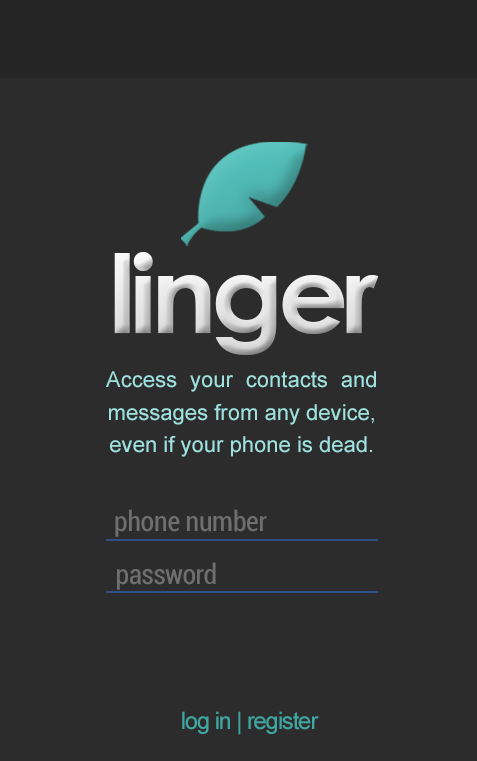 linger
Access your contacts and
messages from any device,
even if your phone is dead.
phone number
password
log in | register